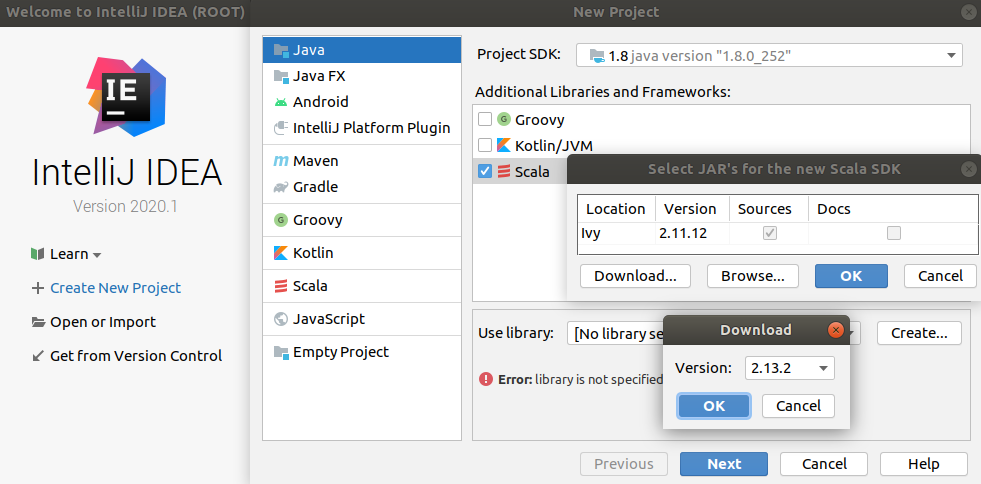 Welcome to IntelliJ IDEA (ROOT)
IE
IntelliJ IDEA
Version 2020.1
Learn
Create New Project
Open or Import
Get from Version Control
New Project
Java
Java FX
Android
IntelliJ Platform Plugin
Maven
Gradle
Groovy
Kotlin
Scala
JavaScript
Empty Project
Project SDK: 1.8 java version "1.8.0_252"
Additional Libraries and Frameworks:
Groovy
Kotlin/JVM
Scala
Select JAR's for the new Scala SDK
Location Version Sources Docs
Ivy 2.11.12
Download... Browse... OK Cancel
Use library: [No library se Create...
Error: library is not specified
Download
Version: 2.13.2
OK Cancel
Previous Next Cancel Help